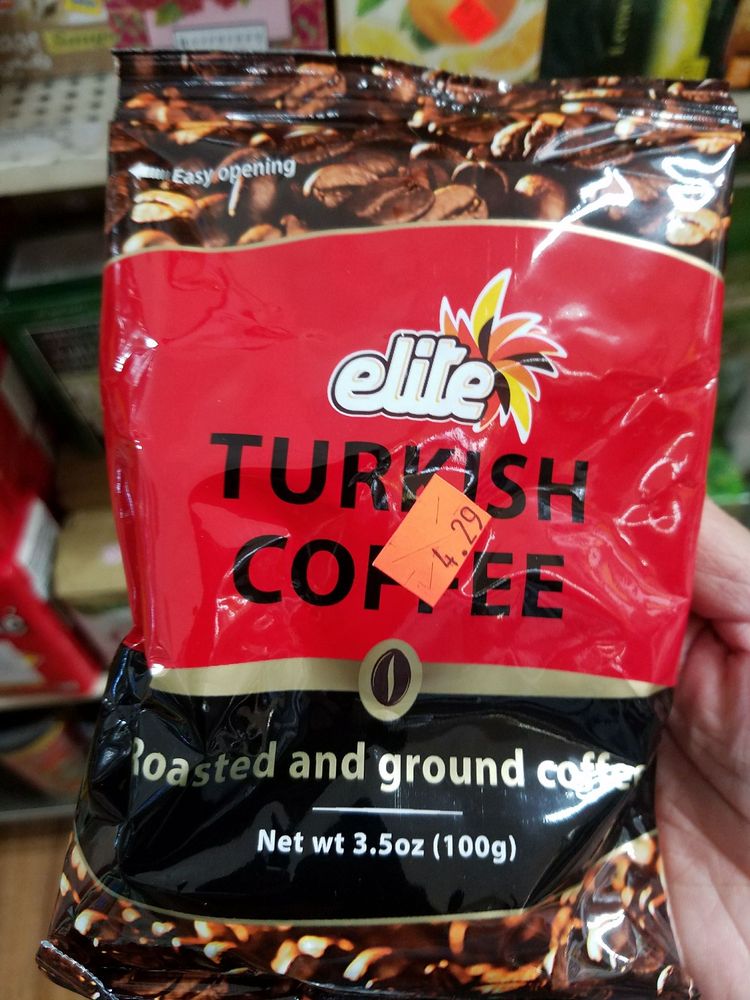 Easy opening
elite
TURKISH
COFFEE
4.29
Roasted and ground coffee
Net wt 3.5oz (100g)